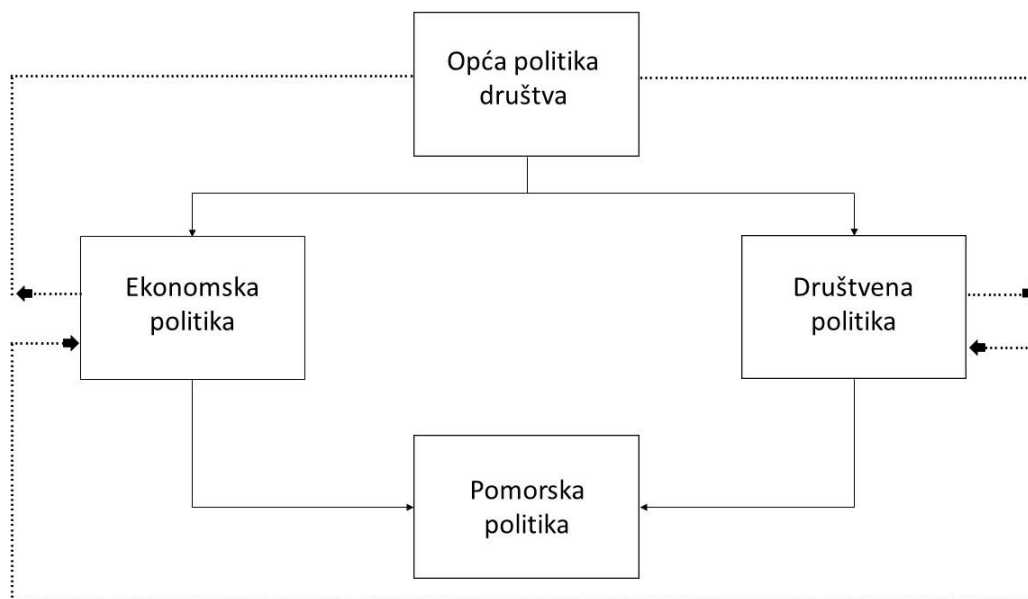 Opća politika
društva
Ekonomska
politika
Društvena
politika
Pomorska
politika